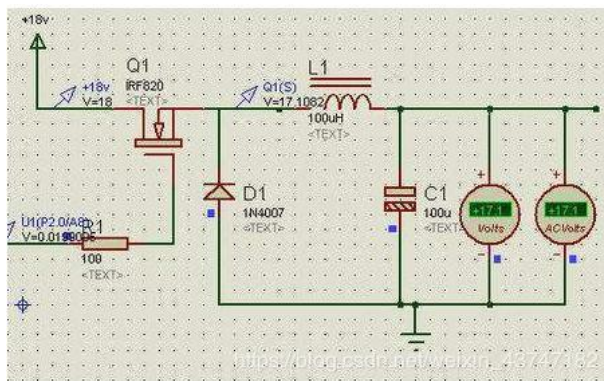 +18v
Q1
IRF820
<TEXT>
+18v
V=18
Q1(S)
V=17.1082
L1
100uH
<TEXT>
U1(P2.0/A8)
R1
100
<TEXT>
D1
1N4007
<TEXT>
C1
100u
<TEXT>
+17.1
Volts
+17.1
AC Volts
https://blog.csdn.net/weixin_43747182